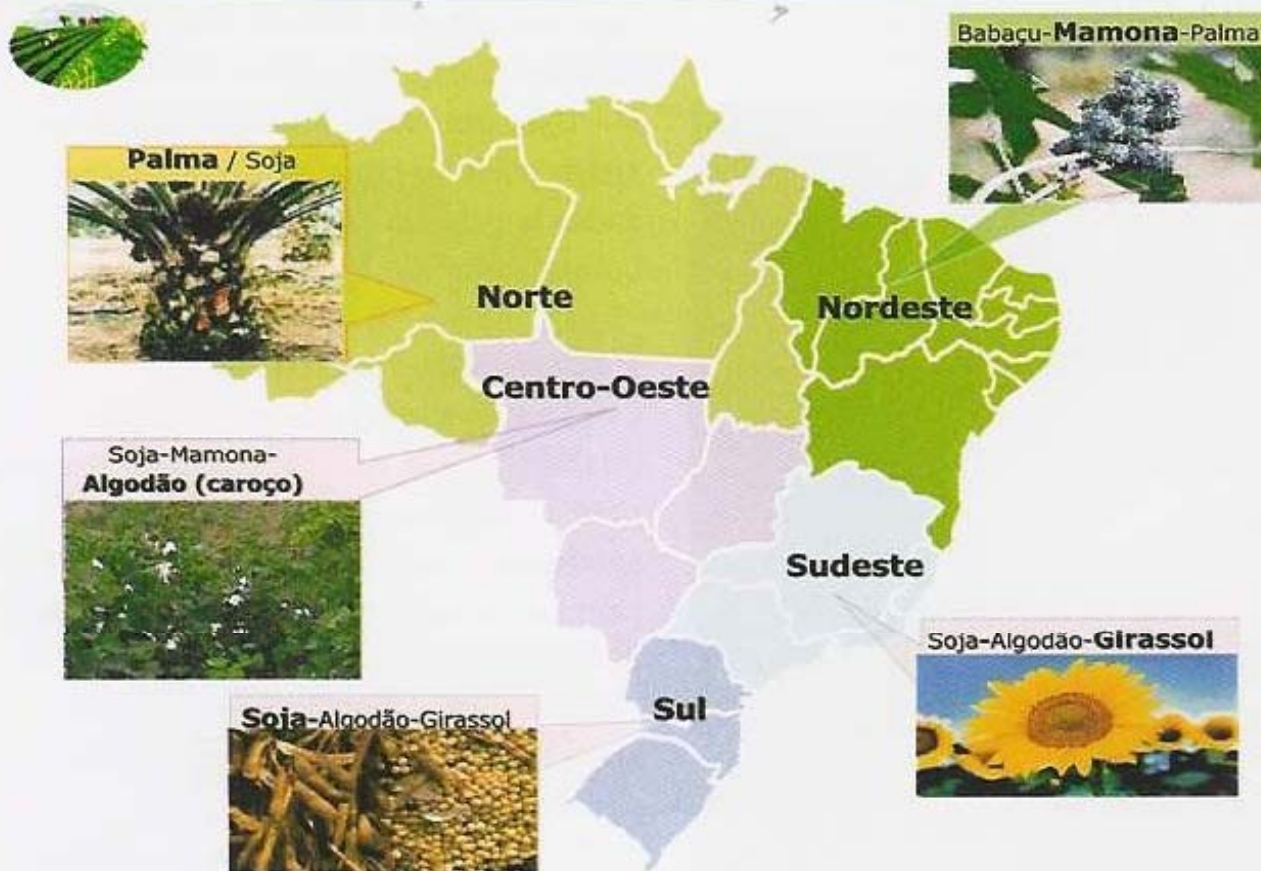 Babaçu-Mamona-Palma
Palma / Soja
Norte
Nordeste
Centro-Oeste
Soja-Mamona-
Algodão (caroço)
Sudeste
Soja-Algodão-Girassol
Sul
Soja-Algodão-Girassol